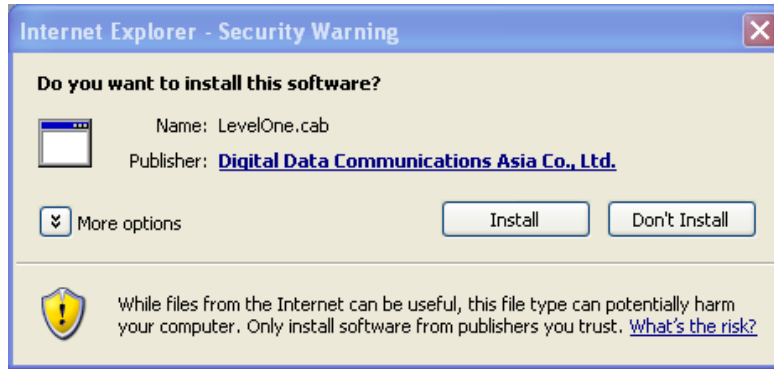 Internet Explorer - Security Warning
Do you want to install this software?
Name: LevelOne.cab
Publisher: Digital Data Communications Asia Co., Ltd.
More options
Install
Don't Install
While files from the Internet can be useful, this file type can potentially harm
your computer. Only install software from publishers you trust. What's the risk?